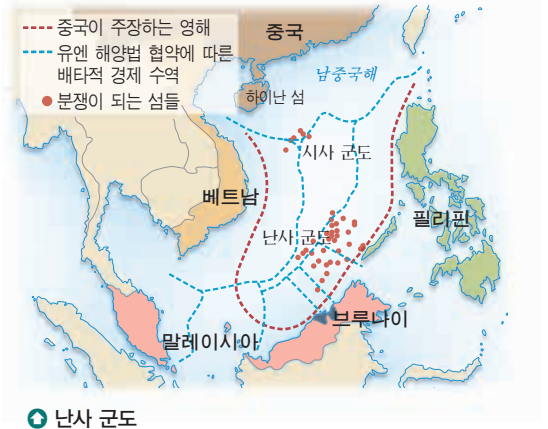 중국이 주장하는 영해
유엔 해양법 협약에 따른
배타적 경제 수역
분쟁이 되는 섬들
중국
남중국해
하이난 섬
시사 군도
베트남
필리핀
난사 군도
브루나이
말레이시아
난사 군도